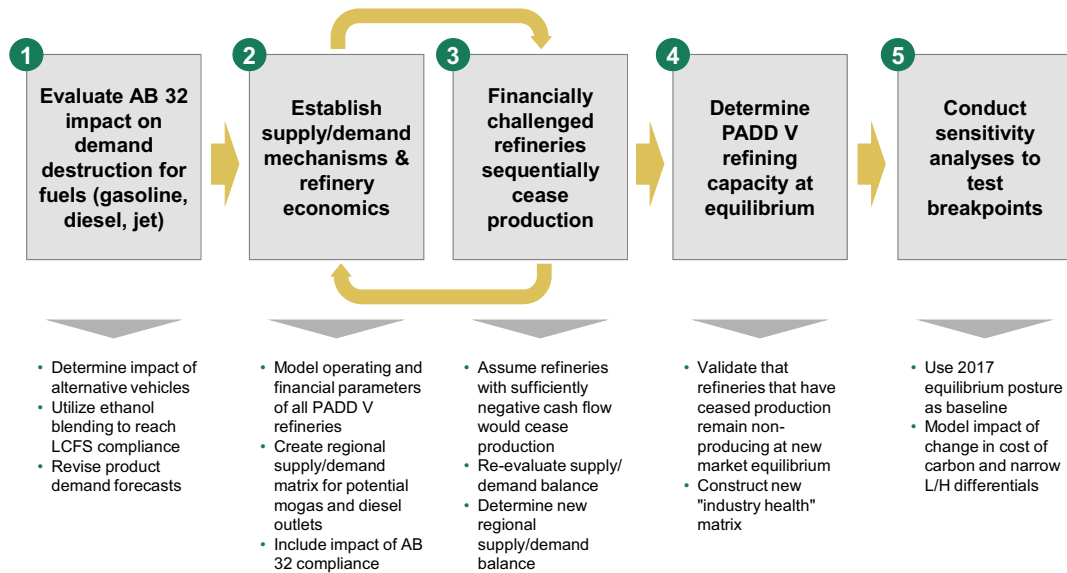 1
Evaluate AB 32
impact on
demand
destruction for
fuels (gasoline,
diesel, jet)
2
Establish
supply/demand
mechanisms &
refinery
economics
3
Financially
challenged
refineries
sequentially
cease
production
4
Determine
PADD V
refining
capacity at
equilibrium
5
Conduct
sensitivity
analyses to
test
breakpoints
• Determine impact of
alternative vehicles
• Utilize ethanol
blending to reach
LCFS compliance
• Revise product
demand forecasts
• Model operating and
financial parameters
of all PADD V
refineries
• Create regional
supply/demand
matrix for potential
mogas and diesel
outlets
• Include impact of AB
32 compliance
• Assume refineries
with sufficiently
negative cash flow
would cease
production
• Re-evaluate supply/
demand balance
• Determine new
regional
supply/demand
balance
• Validate that
refineries that have
ceased production
remain non-
producing at new
market equilibrium
• Construct new
"industry health"
matrix
• Use 2017
equilibrium posture
as baseline
• Model impact of
change in cost of
carbon and narrow
L/H differentials